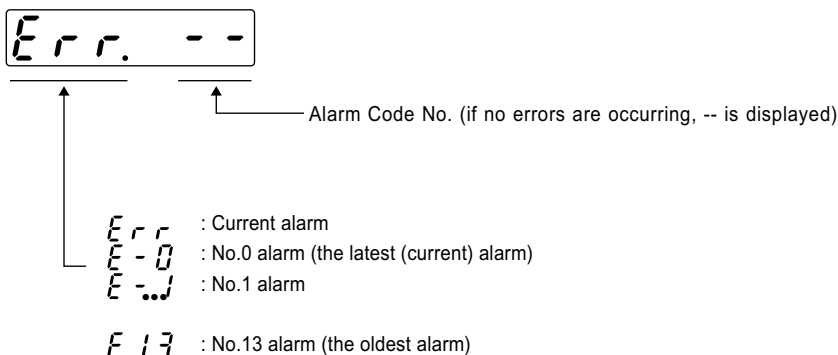 Err. --
Alarm Code No. (if no errors are occurring, -- is displayed)
Err : Current alarm
E-0 : No.0 alarm (the latest (current) alarm)
E-1 : No.1 alarm
...
E13 : No.13 alarm (the oldest alarm)